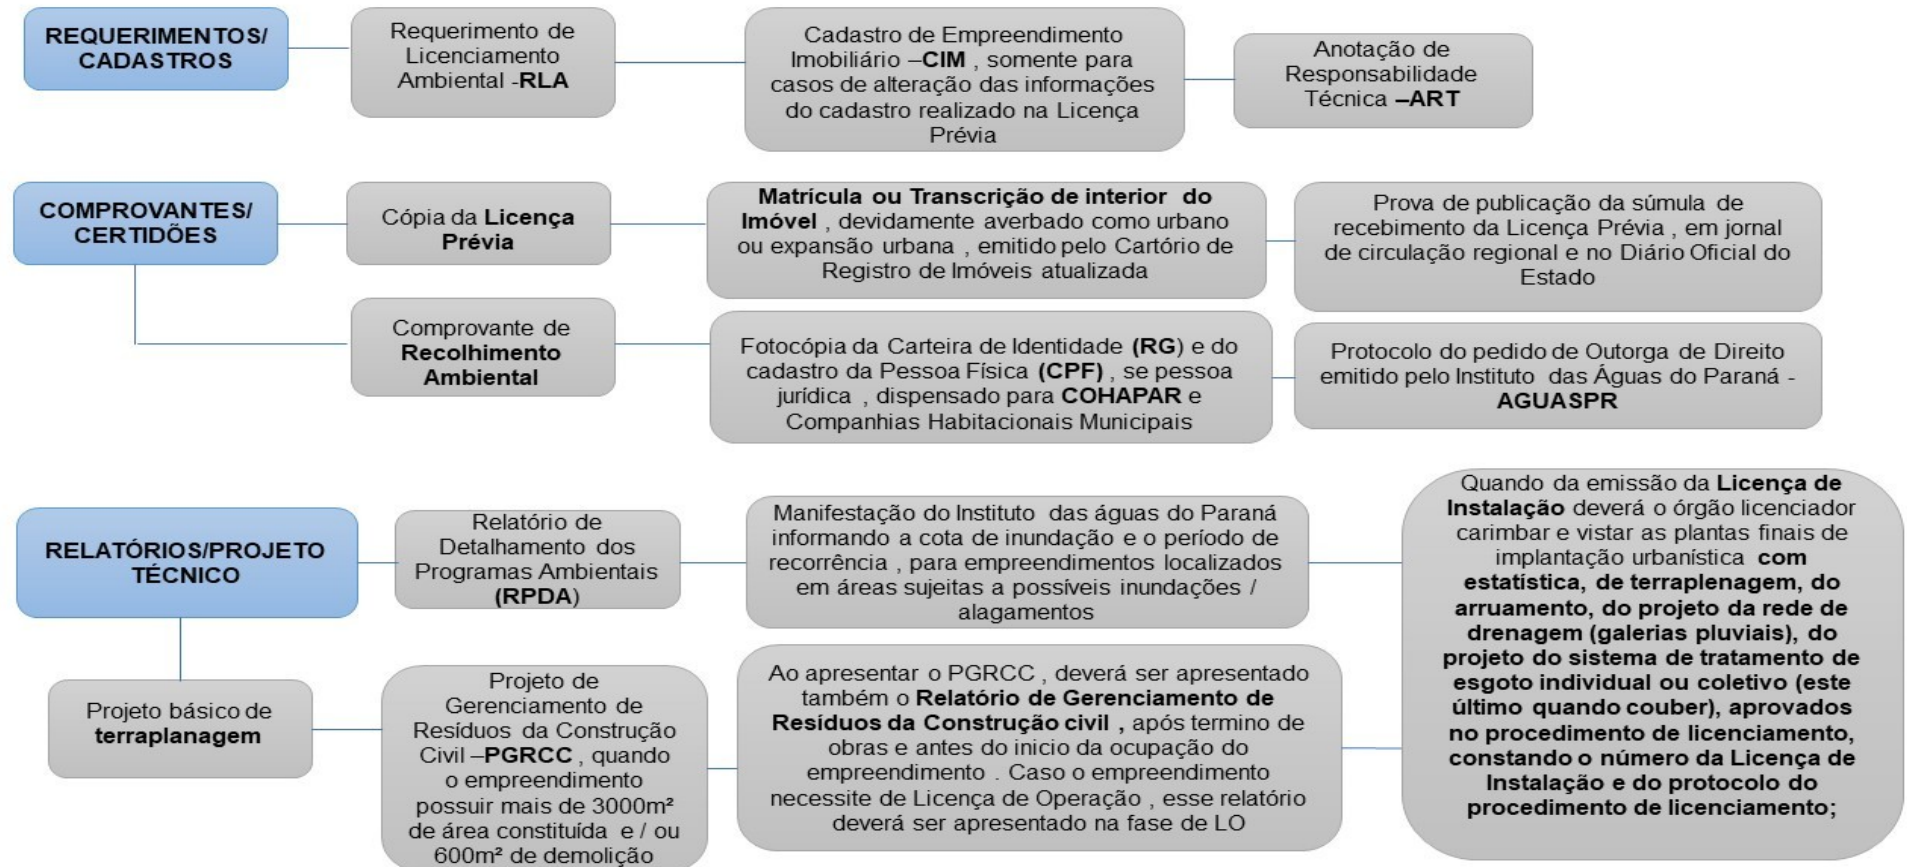 REQUERIMENTOS/
CADASTROS
Requerimento de
Licenciamento
Ambiental -RLA
Cadastro de Empreendimento
Imobiliário –CIM , somente para
casos de alteração das informações
do cadastro realizado na Licença
Prévia
Anotação de
Responsabilidade
Técnica –ART
COMPROVANTES/
CERTIDÕES
Cópia da Licença
Prévia
Matrícula ou Transcrição de interior do
Imóvel , devidamente averbado como urbano
ou expansão urbana , emitido pelo Cartório de
Registro de Imóveis atualizada
Prova de publicação da súmula de
recebimento da Licença Prévia , em jornal
de circulação regional e no Diário Oficial do
Estado
Comprovante de
Recolhimento
Ambiental
Fotocópia da Carteira de Identidade (RG) e do
cadastro da Pessoa Física (CPF) , se pessoa
jurídica , dispensado para COHAPAR e
Companhias Habitacionais Municipais
Protocolo do pedido de Outorga de Direito
emitido pelo Instituto das Águas do Paraná -
AGUASPR
RELATÓRIOS/PROJETO
TÉCNICO
Relatório de
Detalhamento dos
Programas Ambientais
(RPDA)
Manifestação do Instituto das águas do Paraná
informando a cota de inundação e o período de
recorrência , para empreendimentos localizados
em áreas sujeitas a possíveis inundações /
alagamentos
Quando da emissão da Licença de
Instalação deverá o órgão licenciador
carimbar e vistar as plantas finais de
implantação urbanística com
estatística, de terraplenagem, do
arruamento, do projeto da rede de
drenagem (galerias pluviais), do
projeto do sistema de tratamento de
esgoto individual ou coletivo (este
último quando couber), aprovados
no procedimento de licenciamento,
constando o número da Licença de
Instalação e do protocolo do
procedimento de licenciamento;
Projeto básico de
terraplanagem
Projeto de
Gerenciamento de
Resíduos da Construção
Civil –PGRCC , quando
o empreendimento
possuir mais de 3000m²
de área constituída e / ou
600m² de demolição
Ao apresentar o PGRCC , deverá ser apresentado
também o Relatório de Gerenciamento de
Resíduos da Construção civil , após termino de
obras e antes do inicio da ocupação do
empreendimento . Caso o empreendimento
necessite de Licença de Operação , esse relatório
deverá ser apresentado na fase de LO